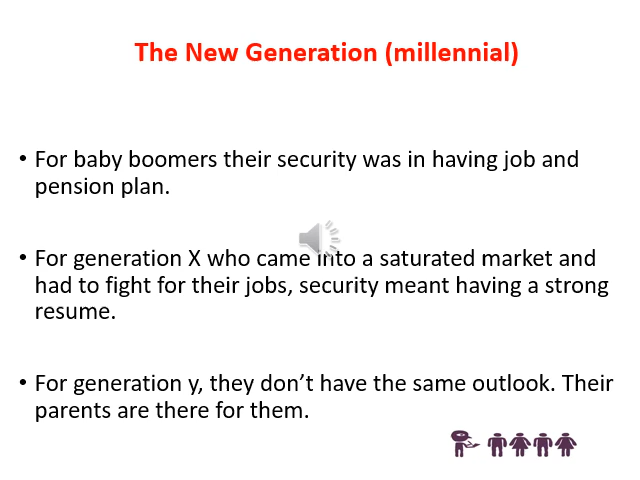 The New Generation (millennial)
• For baby boomers their security was in having job and
pension plan.
• For generation X who came into a saturated market and
had to fight for their jobs, security meant having a strong
resume.
• For generation y, they don’t have the same outlook. Their
parents are there for them.